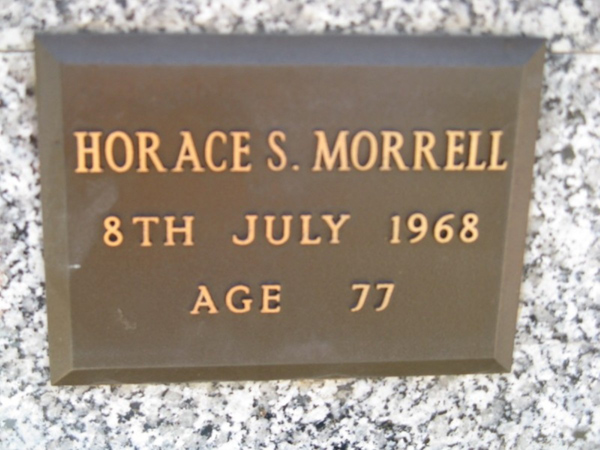 HORACE S. MORRELL
8TH JULY 1968
AGE 77